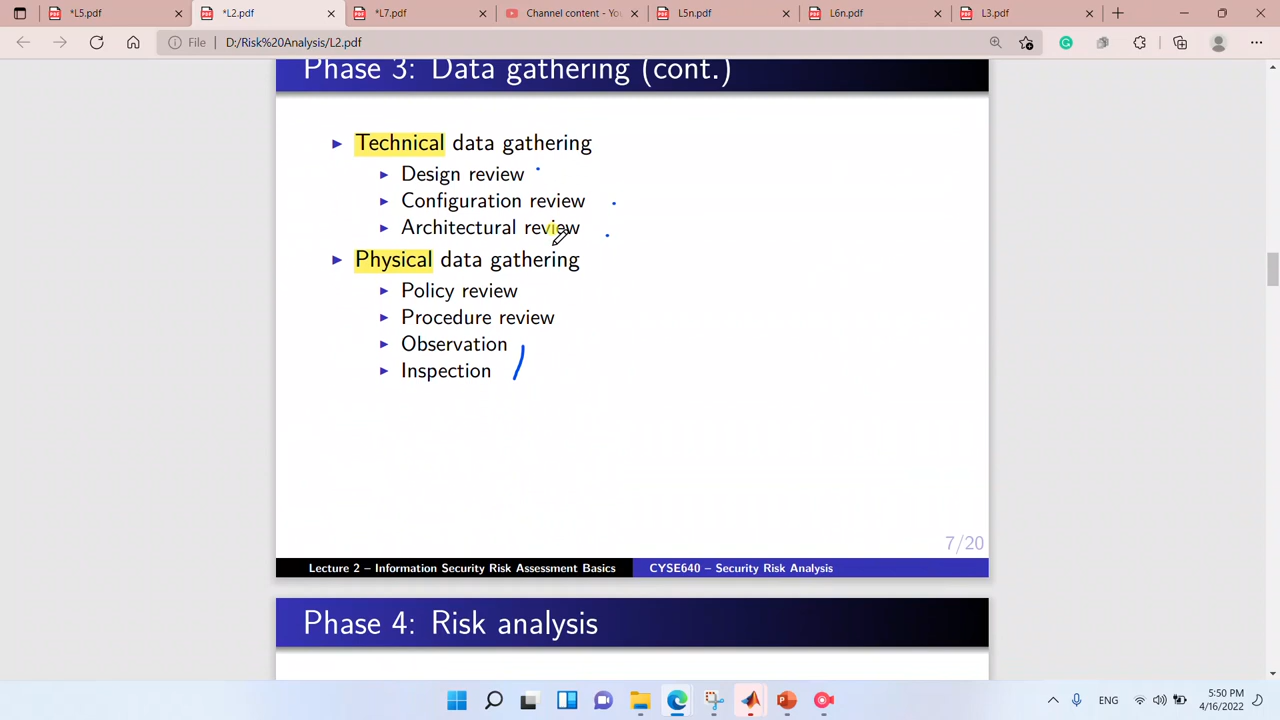 *L5.pdf
*L2.pdf
*L7.pdf
Channel content - You
L5n.pdf
L6n.pdf
L3.pdf
File
D:/Risk%20Analysis/L2.pdf
Phase 3: Data gathering (cont.)
Technical data gathering
Design review
Configuration review
Architectural review
Physical data gathering
Policy review
Procedure review
Observation
Inspection
7/20
Lecture 2 – Information Security Risk Assessment Basics
CYSE640 – Security Risk Analysis
Phase 4: Risk analysis
ENG
5:50 PM
4/16/2022